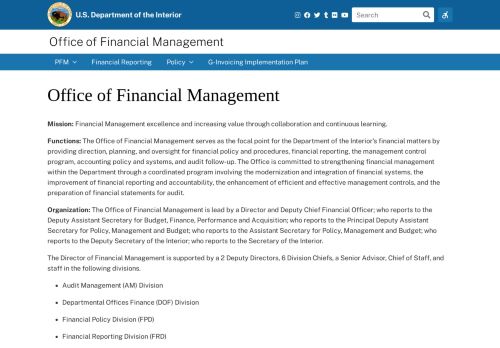 U.S. Department of the Interior
Search
Office of Financial Management
PFM Financial Reporting Policy G-Invoicing Implementation Plan
Office of Financial Management
Mission: Financial Management excellence and increasing value through collaboration and continuous learning.
Functions: The Office of Financial Management serves as the focal point for the Department of the Interior's financial matters by
providing direction, planning, and oversight for financial policy and procedures, financial reporting, the management control
program, accounting policy and systems, and audit follow-up. The Office is committed to strengthening financial management
within the Department through a coordinated program involving the modernization and integration of financial systems, the
improvement of financial reporting and accountability, the enhancement of efficient and effective management controls, and the
preparation of financial statements for audit.
Organization: The Office of Financial Management is lead by a Director and Deputy Chief Financial Officer; who reports to the
Deputy Assistant Secretary for Budget, Finance, Performance and Acquisition; who reports to the Principal Deputy Assistant
Secretary for Policy, Management and Budget; who reports to the Assistant Secretary for Policy, Management and Budget; who
reports to the Deputy Secretary of the Interior; who reports to the Secretary of the Interior.
The Director of Financial Management is supported by a 2 Deputy Directors, 6 Division Chiefs, a Senior Advisor, Chief of Staff, and
staff in the following divisions.
Audit Management (AM) Division
Departmental Offices Finance (DOF) Division
Financial Policy Division (FPD)
Financial Reporting Division (FRD)